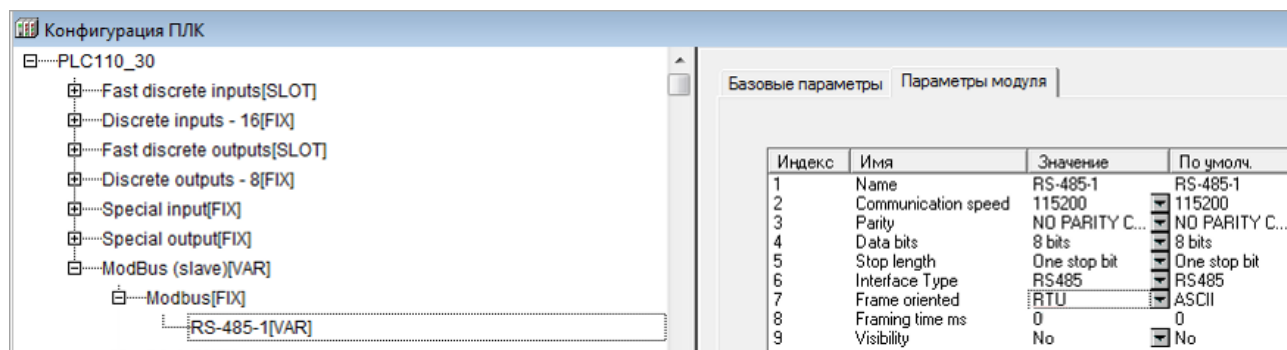 Конфигурация ПЛК
PLC110_30
Fast discrete inputs[SLOT]
Discrete inputs - 16[FIX]
Fast discrete outputs[SLOT]
Discrete outputs - 8[FIX]
Special input[FIX]
Special output[FIX]
ModBus (slave)[VAR]
Modbus[FIX]
RS-485-1[VAR]
Базовые параметры Параметры модуля
Индекс Имя Значение По умолч.
1 Name RS-485-1 RS-485-1
2 Communication speed 115200 115200
3 Parity NO PARITY C... NO PARITY C...
4 Data bits 8 bits 8 bits
5 Stop length One stop bit One stop bit
6 Interface Type RS485 RS485
7 Frame oriented RTU ASCII
8 Framing time ms 0 0
9 Visibility No No